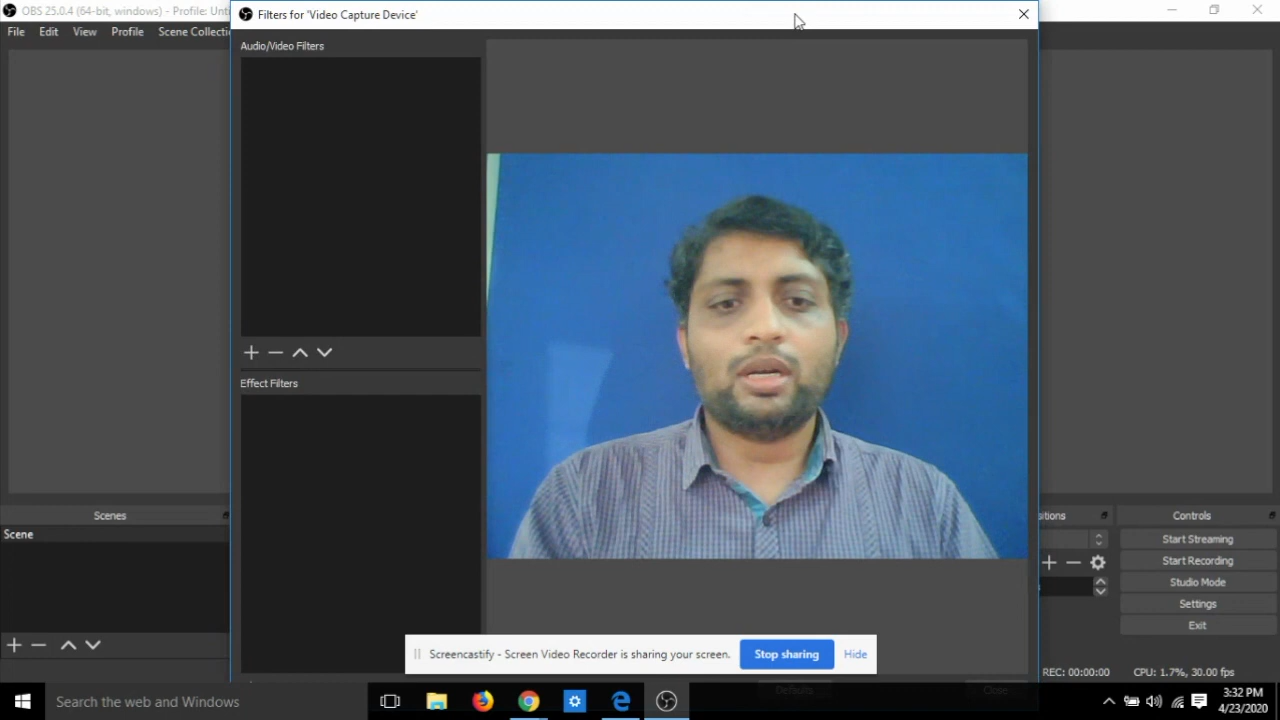 OBS 25.0.4 (64-bit, windows) - Profile: Unti
Filters for 'Video Capture Device'
File Edit View Profile Scene Collecti
Audio/Video Filters
Effect Filters
Scenes
Scene
sitions
Controls
Start Streaming
Start Recording
Studio Mode
Settings
Exit
Screencastify - Screen Video Recorder is sharing your screen. Stop sharing Hide
REC: 00:00:00 CPU: 1.7%, 30.00 fps
Defaults Close
Search the web and Windows
3:32 PM
4/23/2020